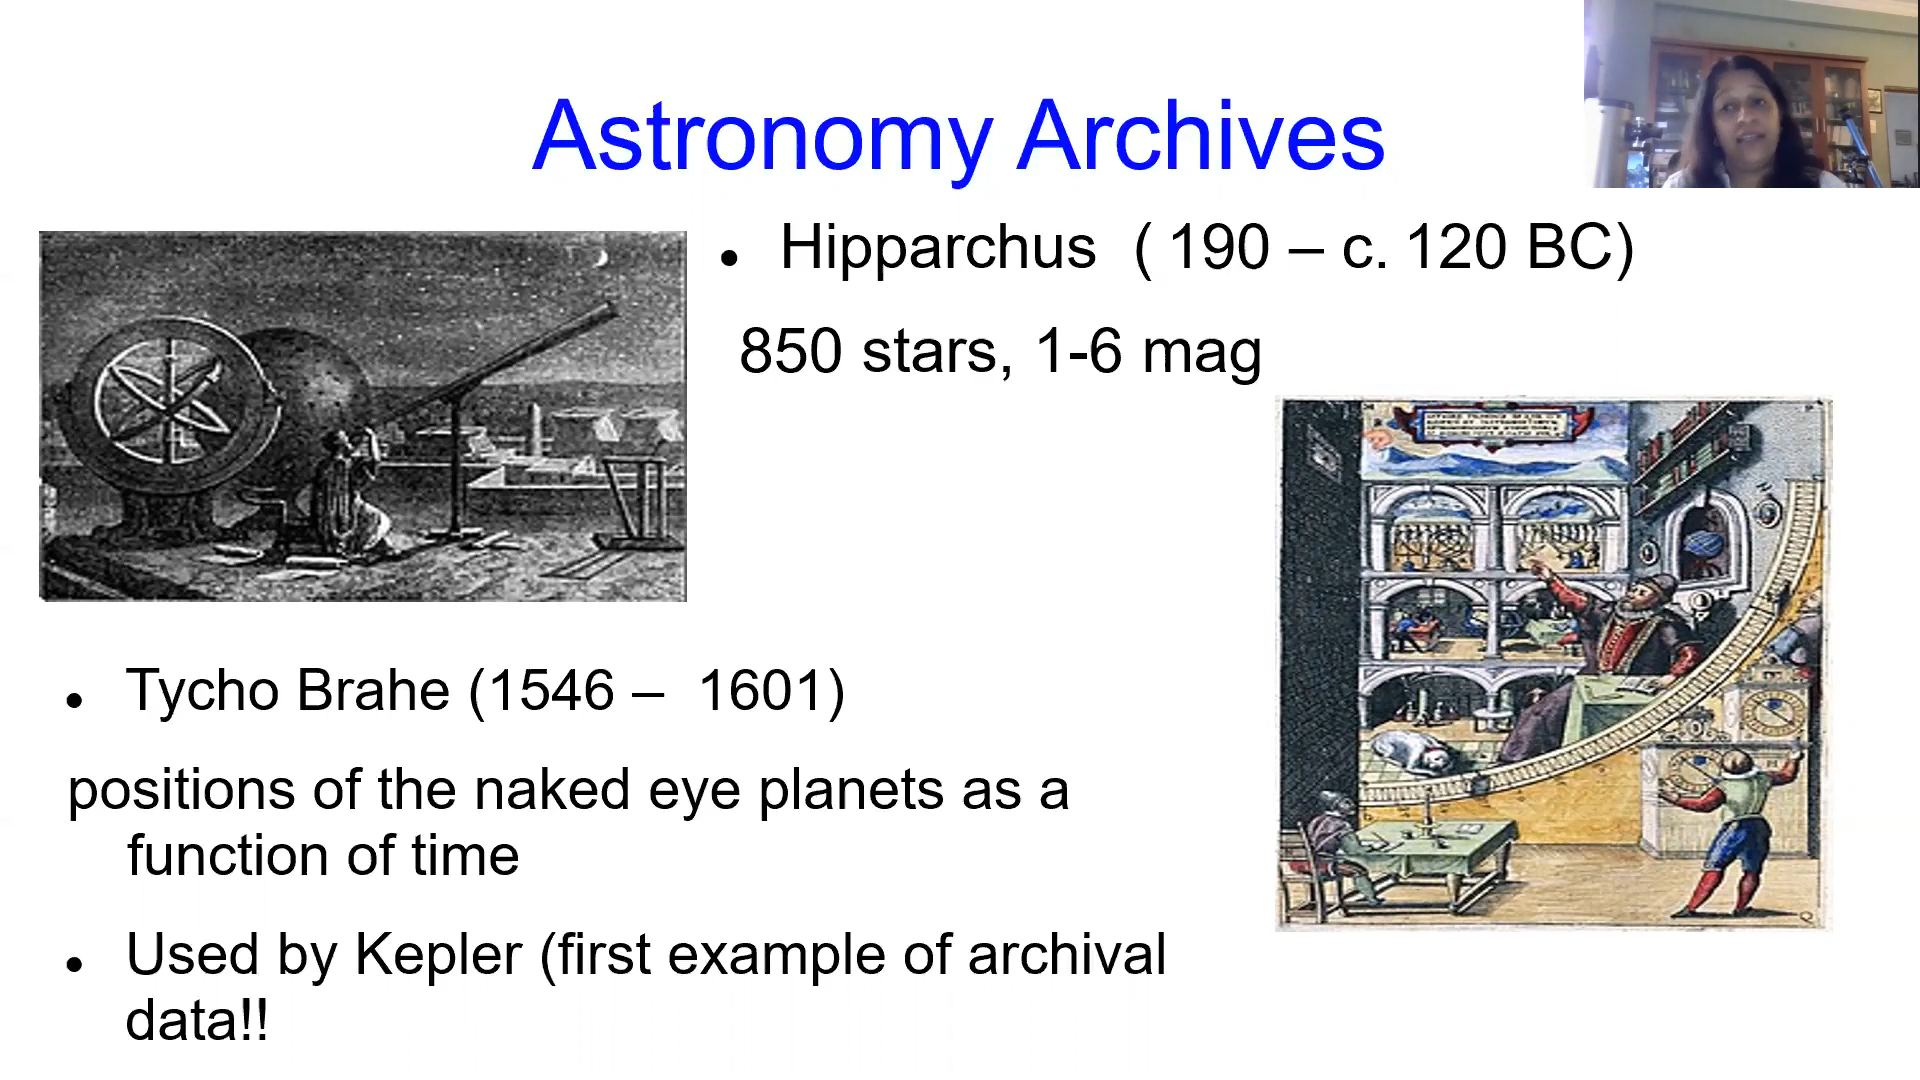 Astronomy Archives
• Hipparchus ( 190 – c. 120 BC)
850 stars, 1-6 mag
• Tycho Brahe (1546 – 1601)
positions of the naked eye planets as a
function of time
• Used by Kepler (first example of archival
data!!